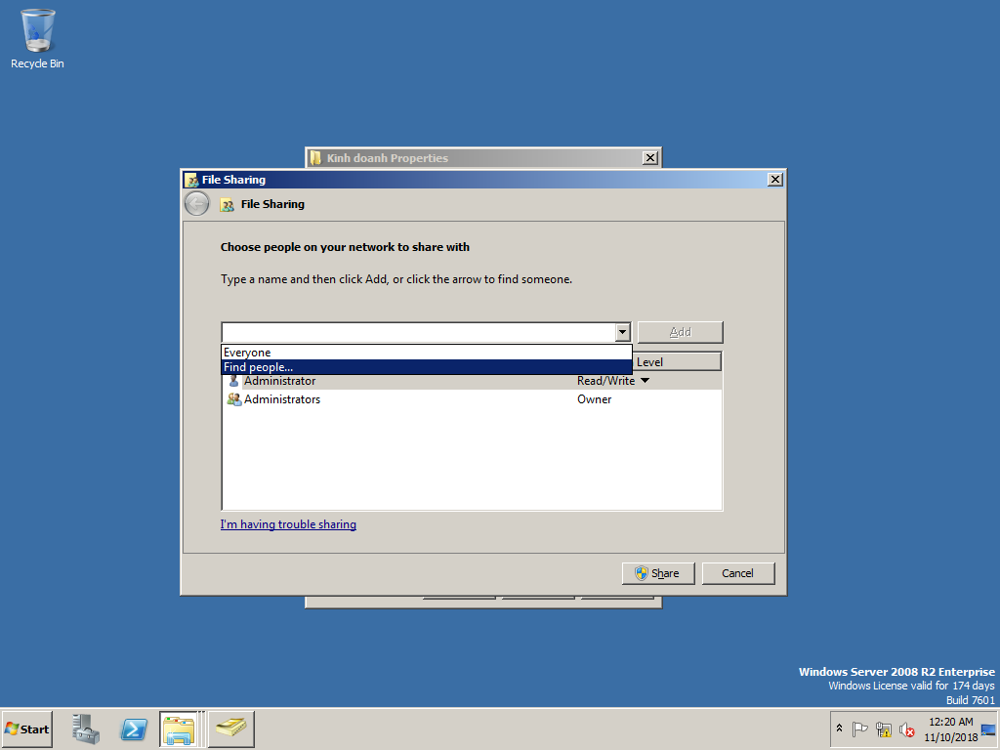 Recycle Bin
Kinh doanh Properties
File Sharing
File Sharing
Choose people on your network to share with
Type a name and then click Add, or click the arrow to find someone.
Add
Everyone
Find people...
Level
Administrator Read/Write
Administrators Owner
I'm having trouble sharing
Share Cancel
Windows Server 2008 R2 Enterprise
Windows License valid for 174 days
Build 7601
Start
12:20 AM
11/10/2018